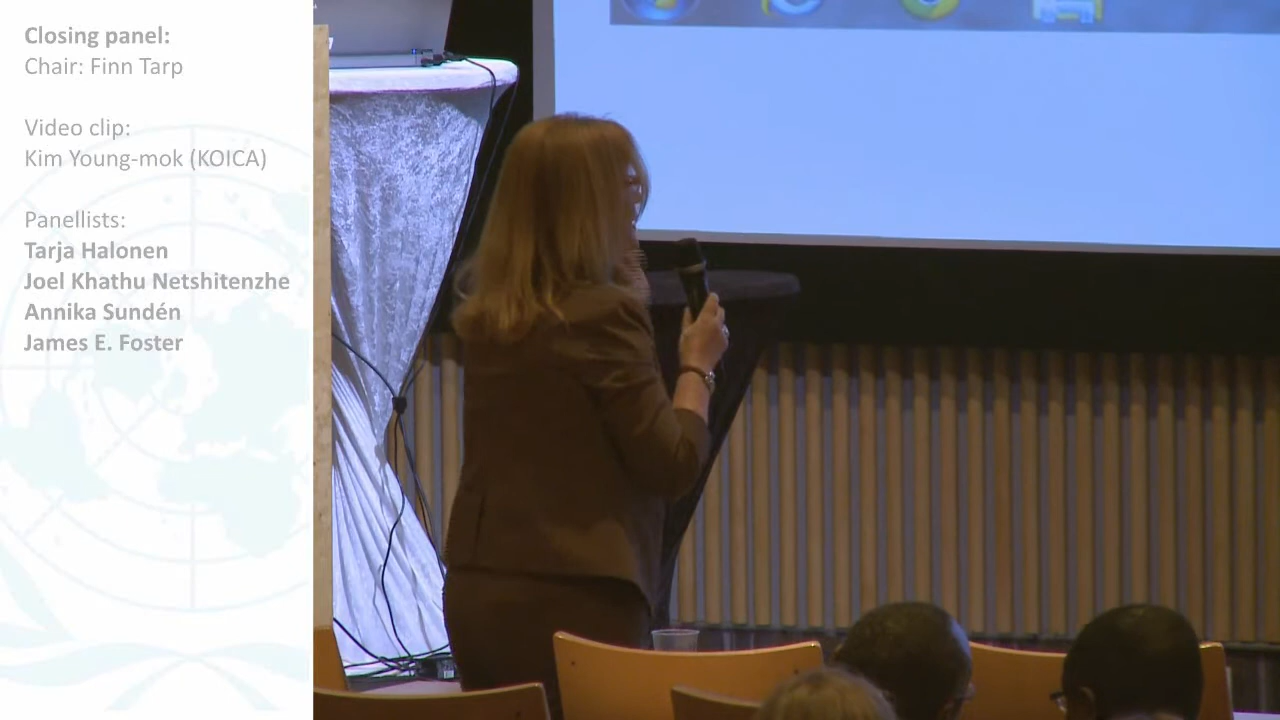 Closing panel:
Chair: Finn Tarp
Video clip:
Kim Young-mok (KOICA)
Panellists:
Tarja Halonen
Joel Khathu Netshitenzhe
Annika Sundén
James E. Foster